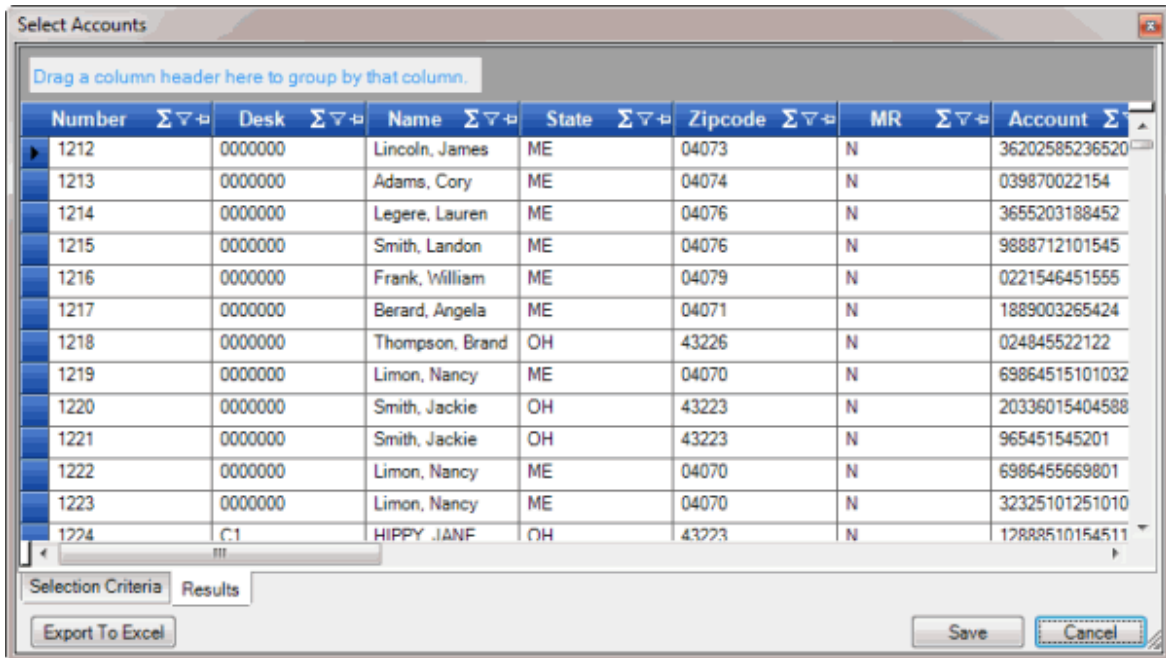 Select Accounts
Drag a column header here to group by that column.
Number Desk Name State Zipcode MR Account
1212 0000000 Lincoln, James ME 04073 N 36202585236520
1213 0000000 Adams, Cory ME 04074 N 039870022154
1214 0000000 Legere, Lauren ME 04076 N 3655203188452
1215 0000000 Smith, Landon ME 04076 N 9888712101545
1216 0000000 Frank, William ME 04079 N 0221546451555
1217 0000000 Berard, Angela ME 04071 N 1889003265424
1218 0000000 Thompson, Brand OH 43226 N 024845522122
1219 0000000 Limon, Nancy ME 04070 N 69864515101032
1220 0000000 Smith, Jackie OH 43223 N 20336015404588
1221 0000000 Smith, Jackie OH 43223 N 965451545201
1222 0000000 Limon, Nancy ME 04070 N 6986455669801
1223 0000000 Limon, Nancy ME 04070 N 32325101251010
1224 C1 HIPPY, JANE OH 43223 N 12888510154511
Selection Criteria Results
Export To Excel Save Cancel